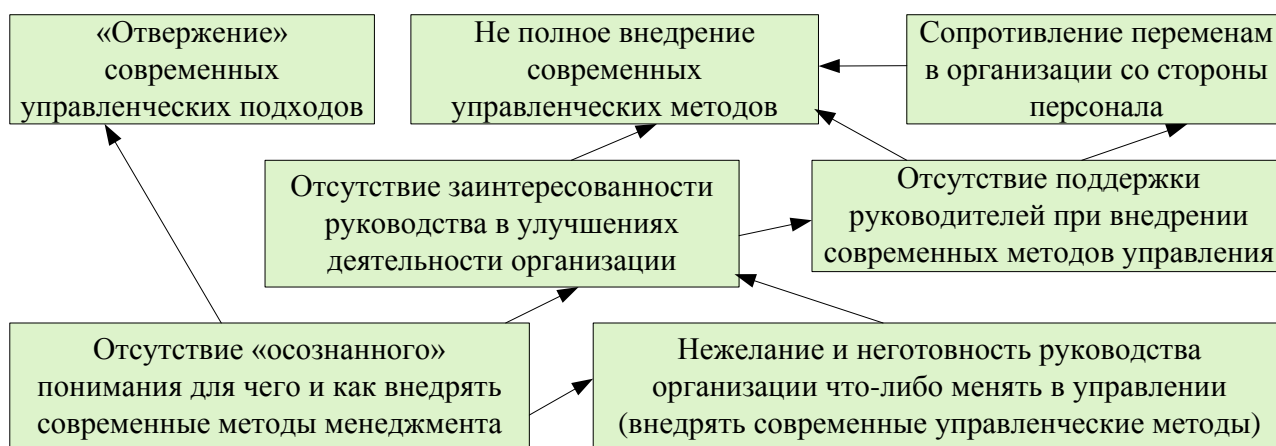 «Отвержение»
современных
управленческих подходов
Не полное внедрение
современных
управленческих методов
Сопротивление переменам
в организации со стороны
персонала
Отсутствие заинтересованности
руководства в улучшениях
деятельности организации
Отсутствие поддержки
руководителей при внедрении
современных методов управления
Отсутствие «осознанного»
понимания для чего и как внедрять
современные методы менеджмента
Нежелание и неготовность руководства
организации что-либо менять в управлении
(внедрять современные управленческие методы)